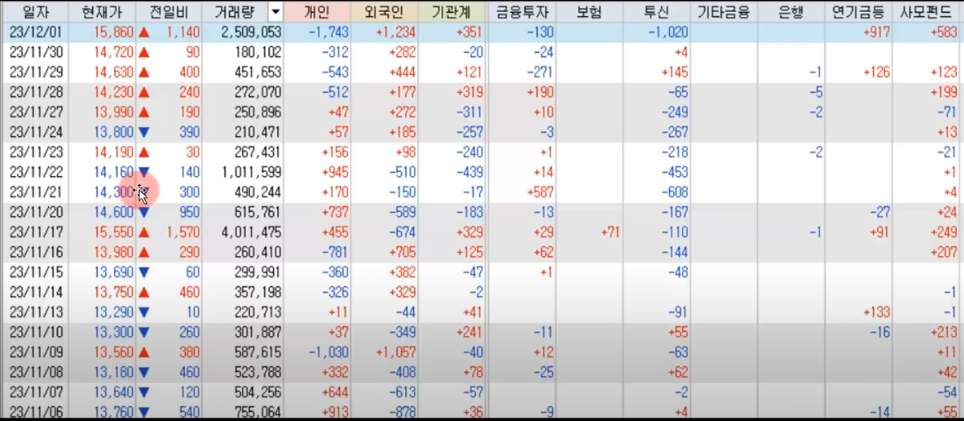 일자 현재가 전일비 거래량 개인 외국인 기관계 금융투자 보험 투신 기타금융 은행 연기금등 사모펀드
23/12/01 15,860 ▲ 1,140 2,509,053 -1,743 +1,234 +351 -130 -1,020 +917 +583
23/11/30 14,720 ▲ 90 180,102 -312 +282 -20 -24 +4
23/11/29 14,630 ▲ 400 451,653 -543 +444 +121 -271 +145 -1 +126 +123
23/11/28 14,230 ▲ 240 272,070 -512 +177 +319 +190 -65 -5 +199
23/11/27 13,990 ▲ 190 250,896 +47 +272 -311 +10 -249 -2 -71
23/11/24 13,800 ▼ 390 210,471 +57 +185 -257 -3 -267 +13
23/11/23 14,190 ▲ 30 267,431 +156 +98 -240 +1 -218 -2 -21
23/11/22 14,160 ▼ 140 1,011,599 +945 -510 -439 +14 -453 +1
23/11/21 14,300 ▼ 300 490,244 +170 -150 -17 +587 -608 +4
23/11/20 14,600 ▼ 950 615,761 +737 -589 -183 -13 -167 -27 +24
23/11/17 15,550 ▲ 1,570 4,011,475 +455 -674 +329 +29 +71 -110 -1 +91 +249
23/11/16 13,980 ▲ 290 260,410 -781 +705 +125 +62 -144 +207
23/11/15 13,690 ▼ 60 299,991 -360 +382 -47 +1 -48
23/11/14 13,750 ▲ 460 357,198 -326 +329 -2 -1
23/11/13 13,290 ▼ 10 220,713 +11 -44 +41 -91 +133 -1
23/11/10 13,300 ▼ 260 301,887 +37 -349 +241 -11 +55 -16 +213
23/11/09 13,560 ▲ 380 587,615 -1,030 +1,057 -40 +12 -63 +11
23/11/08 13,180 ▼ 460 523,788 +332 -408 +78 -25 +62 +42
23/11/07 13,640 ▼ 120 504,256 +644 -613 -57 -2 -54
23/11/06 13,760 ▼ 540 755,064 +913 -878 +36 -9 +4 -14 +55